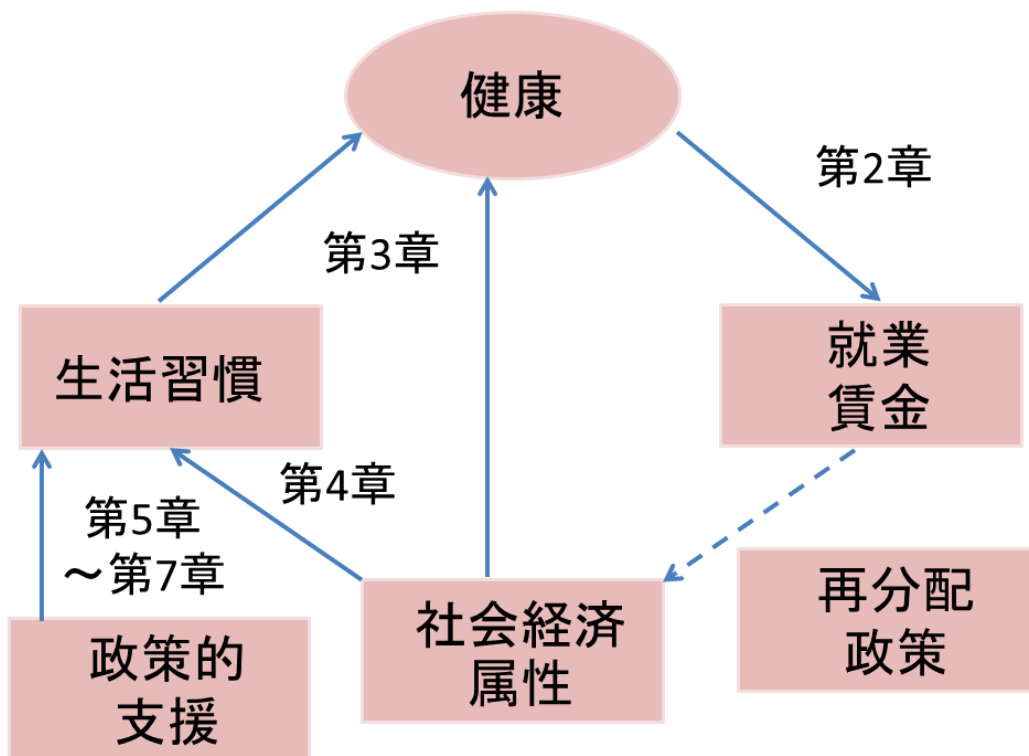 健康
第2章
第3章
生活習慣
就業
賃金
第4章
第5章
～第7章
再分配
政策
社会経済
属性
政策的
支援